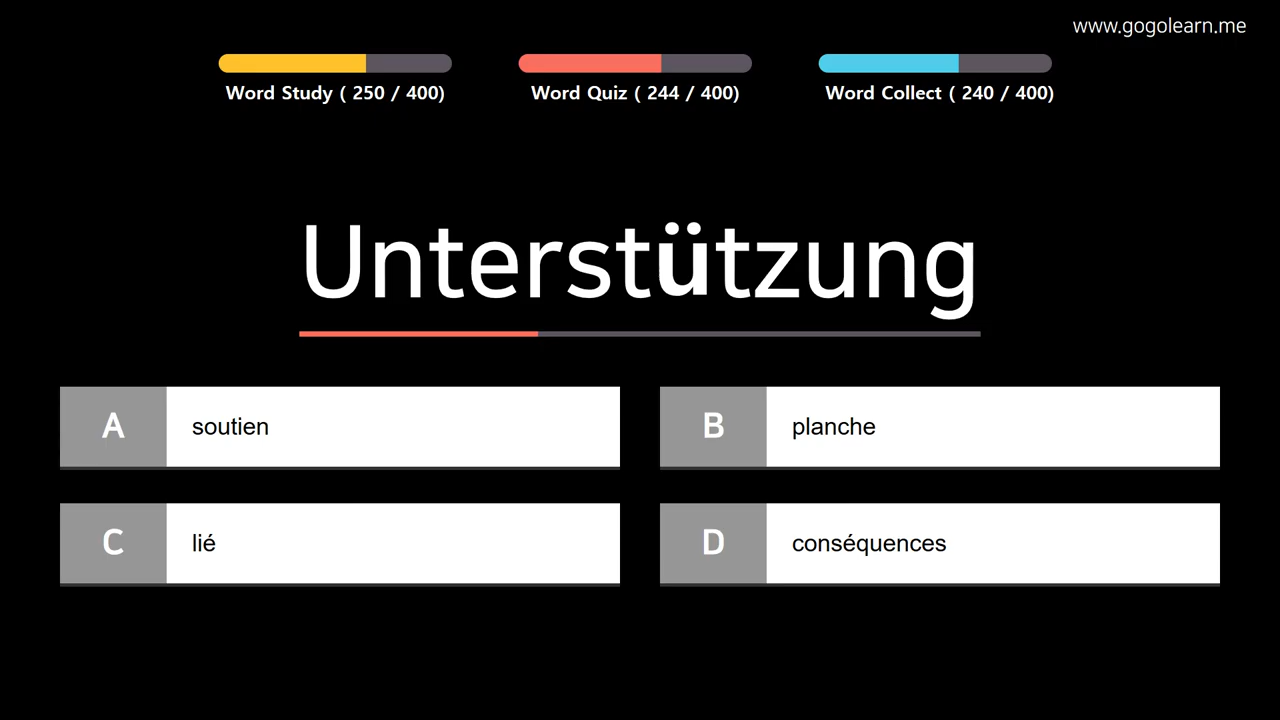 www.gogolearn.me
Word Study ( 250 / 400)
Word Quiz ( 244 / 400)
Word Collect ( 240 / 400)
Unterstützung
A
soutien
B
planche
C
lié
D
conséquences